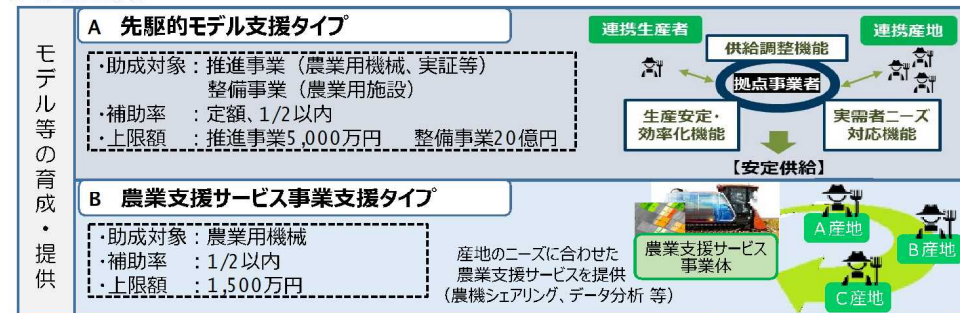 モデル等の育成・提供
A 先駆的モデル支援タイプ
・助成対象：推進事業（農業用機械、実証等）
整備事業（農業用施設）
・補助率 ：定額、1/2以内
・上限額 ：推進事業5,000万円 整備事業20億円
連携生産者
連携産地
供給調整機能
拠点事業者
生産安定・
効率化機能
実需者ニーズ
対応機能
【安定供給】
B 農業支援サービス事業支援タイプ
・助成対象：農業用機械
・補助率 ：1/2以内
・上限額 ：1,500万円
産地のニーズに合わせた
農業支援サービスを提供
（農機シェアリング、データ分析 等）
農業支援サービス
事業体
A産地
B産地
C産地